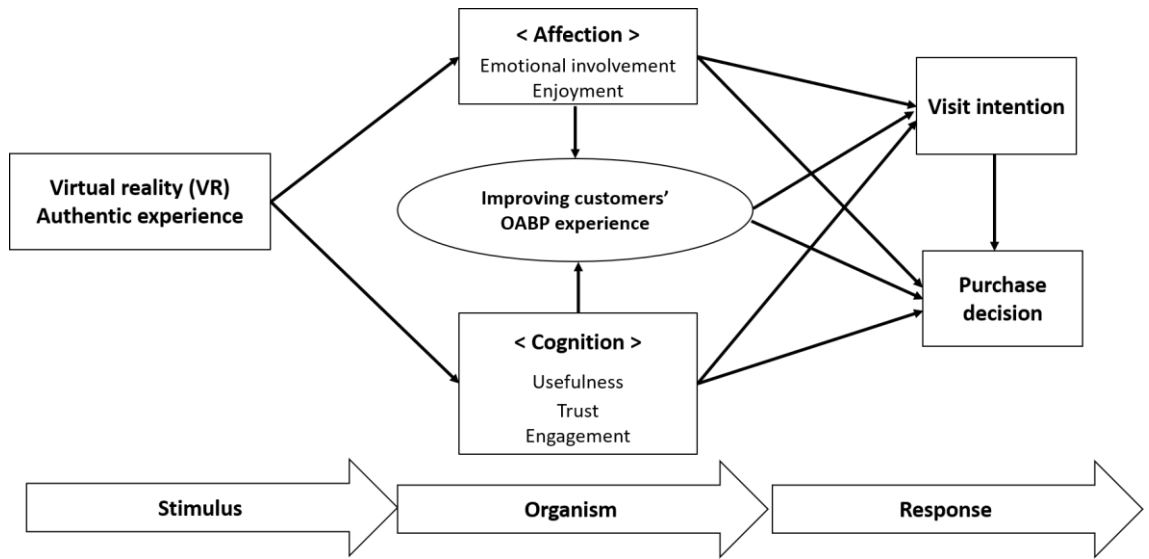 < Affection >
Emotional involvement
Enjoyment
Visit intention
Virtual reality (VR)
Authentic experience
Improving customers’
OABP experience
Purchase
decision
< Cognition >
Usefulness
Trust
Engagement
Stimulus
Organism
Response